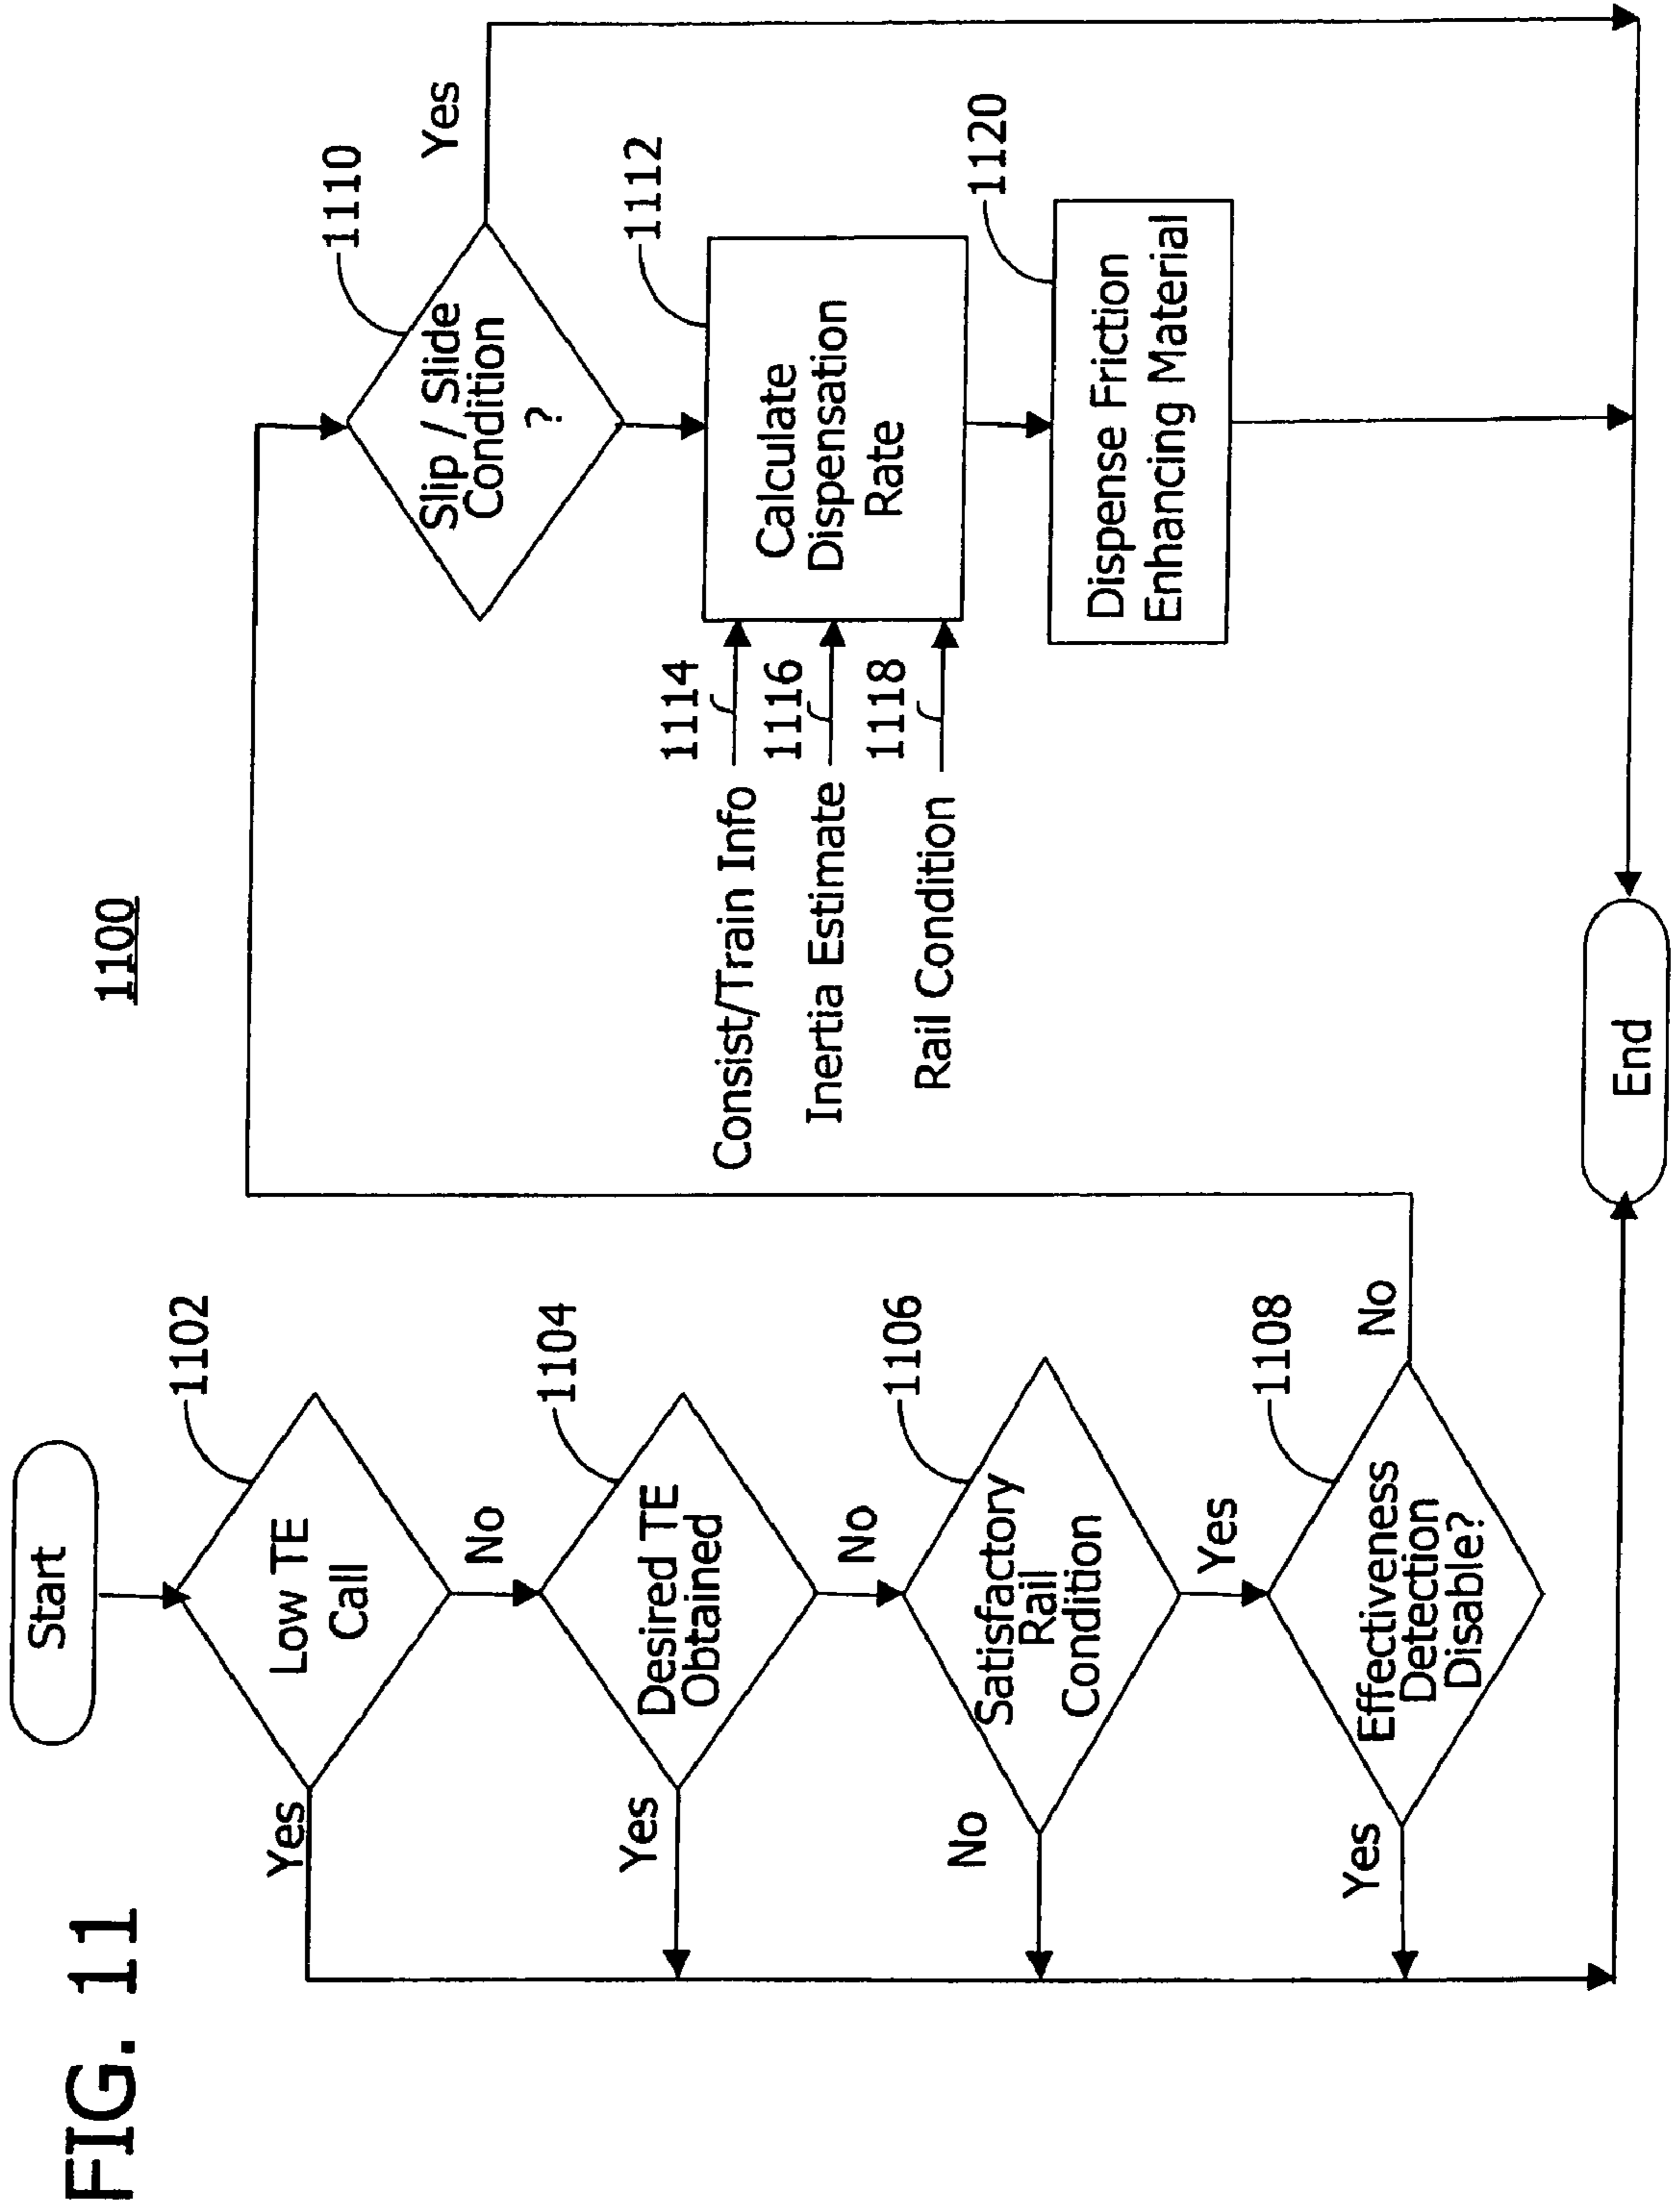 FIG. 11
1100
Start
1102
Low TE
Call
Yes
No
1104
Desired TE
Obtained
Yes
No
1106
Satisfactory
Rail
Condition
No
Yes
1108
Effectiveness
Detection
Disable?
Yes
No
1110
Slip / Slide
Condition
?
Yes
1112
Calculate
Dispensation
Rate
1114
Consist/Train Info
1116
Inertia Estimate
1118
Rail Condition
1120
Dispense Friction
Enhancing Material
End